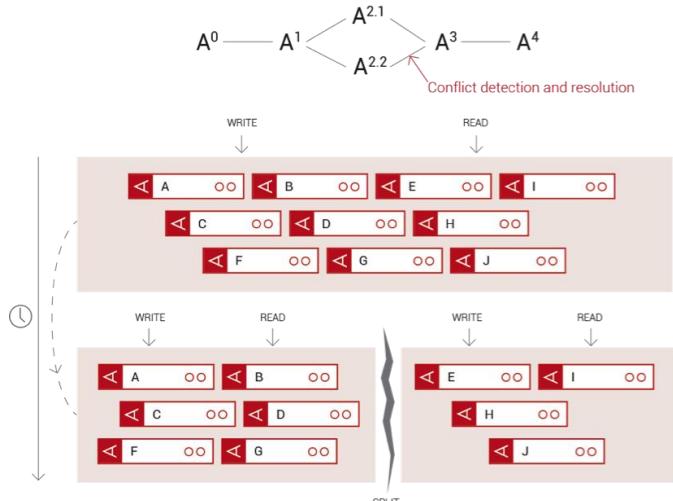 A2.1
A0 A1 A3 A4
A2.2
Conflict detection and resolution
WRITE READ
A A A B A E A I
A C A D A H
A F A G A J
WRITE READ WRITE READ
A A A B A E A I
A C A D A H
A F A G A J